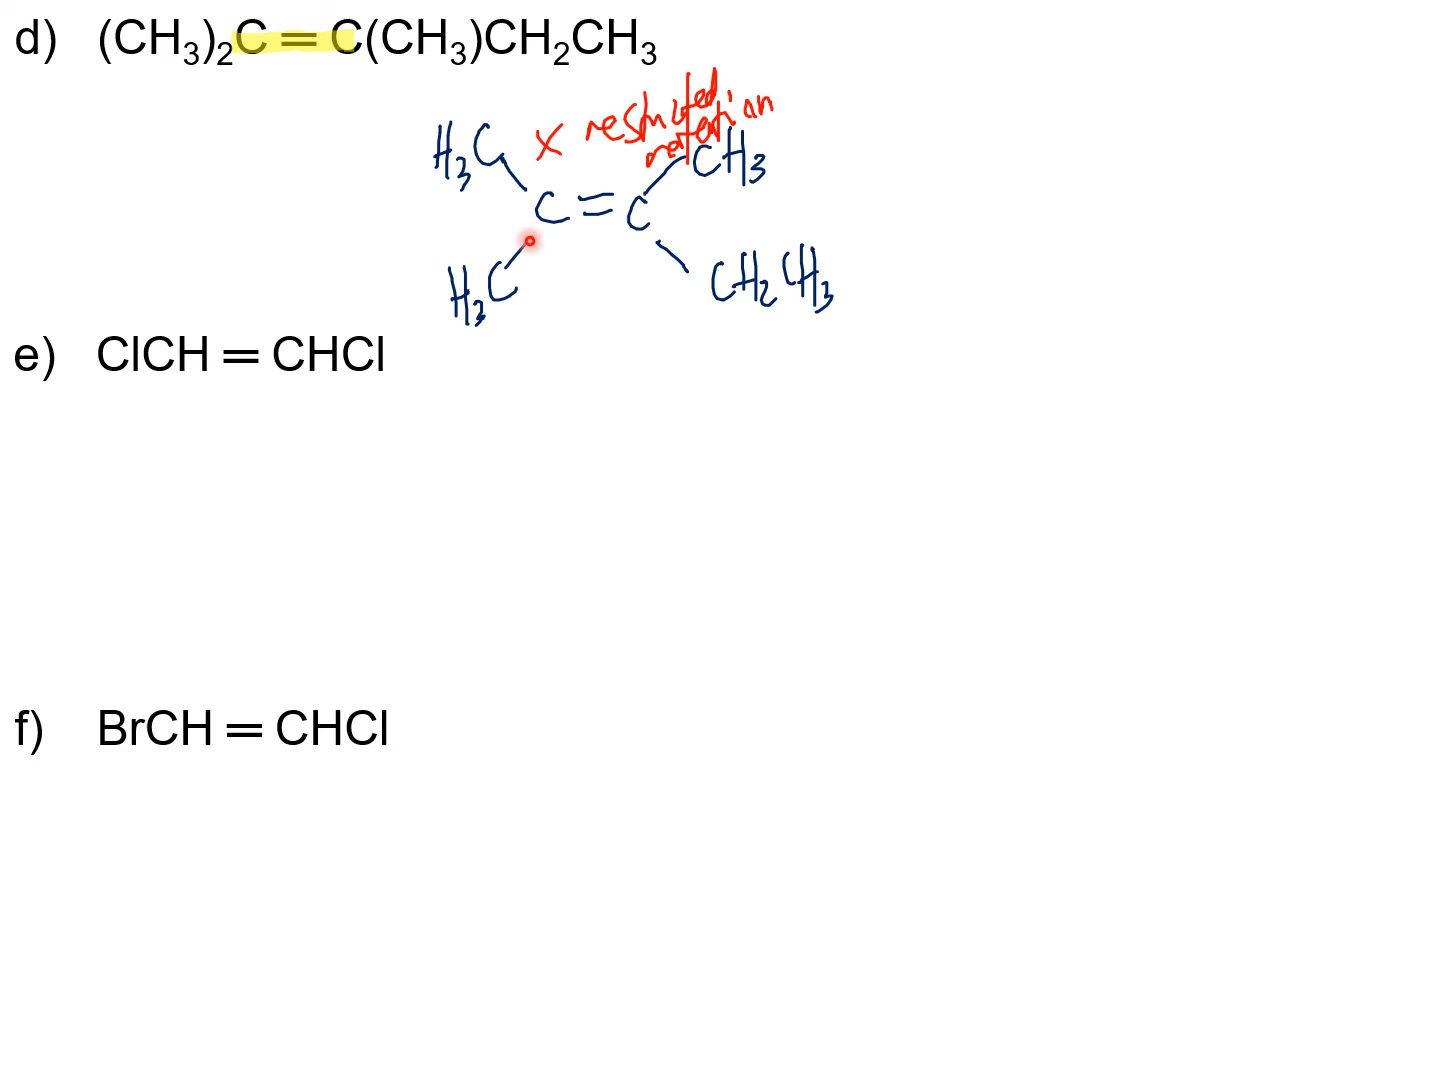 d) (CH₃)₂C=C(CH₃)CH₂CH₃
x restricted
rotation
H₃C CH₃
C=C
H₃C CH₂CH₃
e) ClCH=CHCl
f) BrCH=CHCl